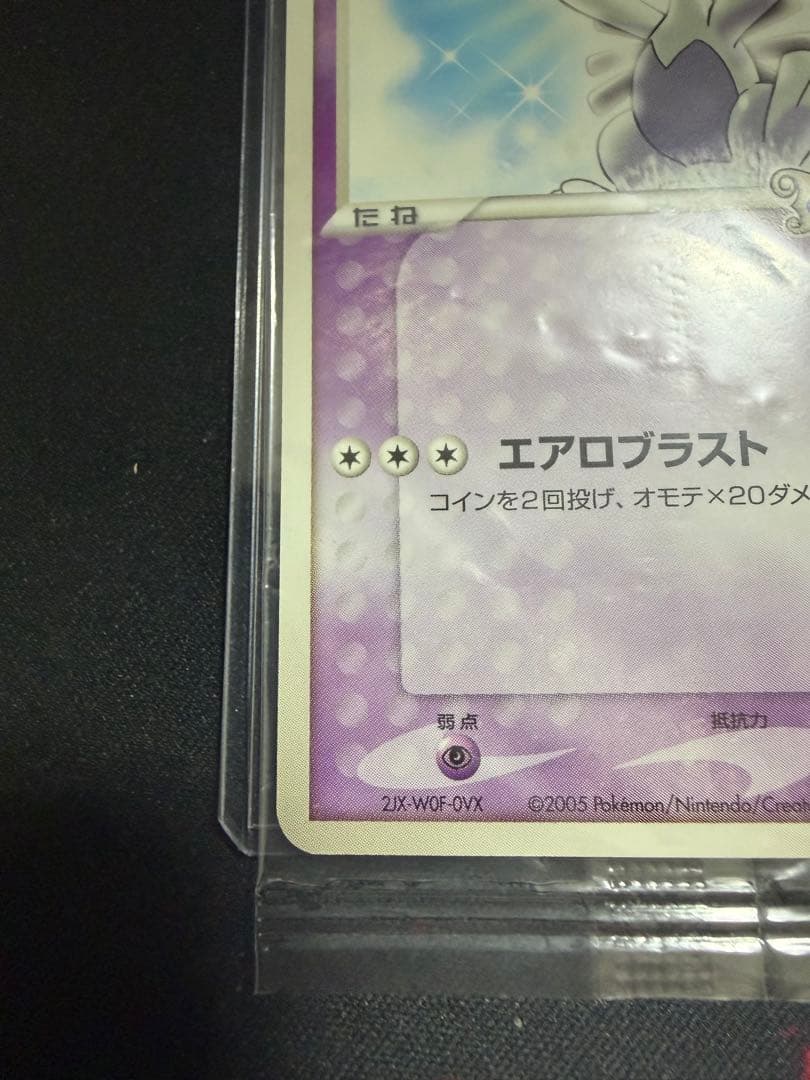 たね
エアロブラスト
コインを2回投げ、オモテ×20ダメ
弱点 抵抗力
2JX-W0F-0VX ©2005 Pokémon/Nintendo/Creat